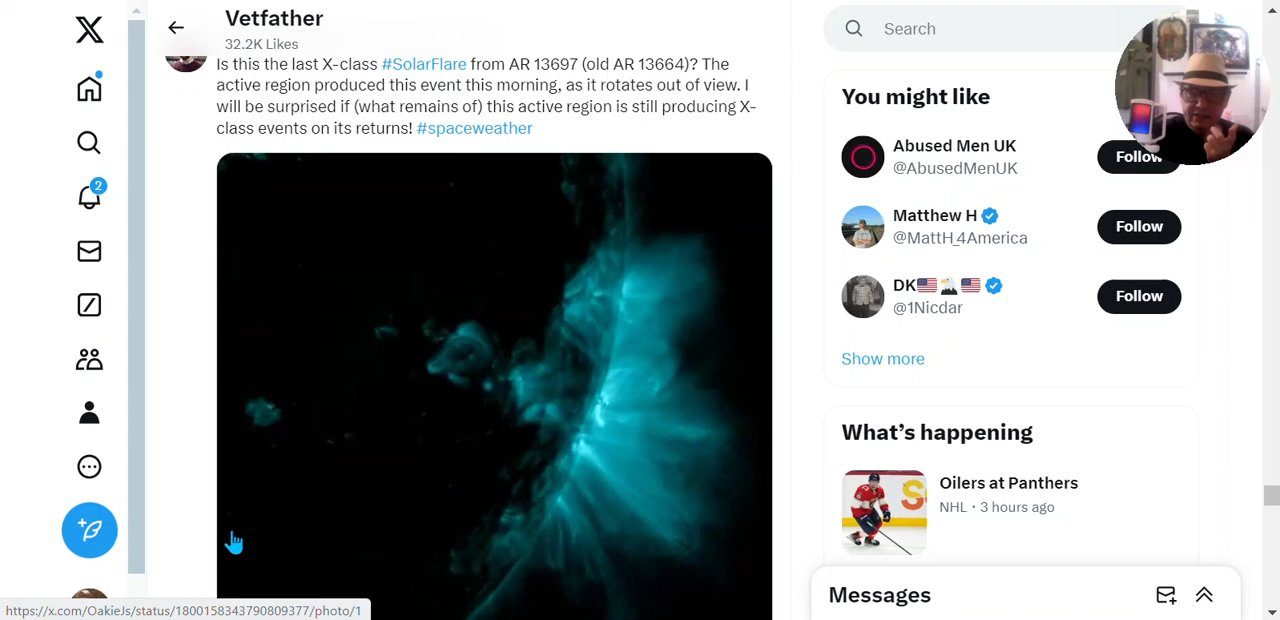 Vetfather
32.2K Likes
Is this the last X-class #SolarFlare from AR 13697 (old AR 13664)? The
active region produced this event this morning, as it rotates out of view. I
will be surprised if (what remains of) this active region is still producing X-
class events on its returns! #spaceweather
https://x.com/OakieJs/status/1800158343790809377/photo/1
2
Search
You might like
Abused Men UK
@AbusedMenUK
Follow
Matthew H
@MattH_4America
Follow
DK
@1Nicdar
Follow
Show more
What's happening
Oilers at Panthers
NHL · 3 hours ago
Messages